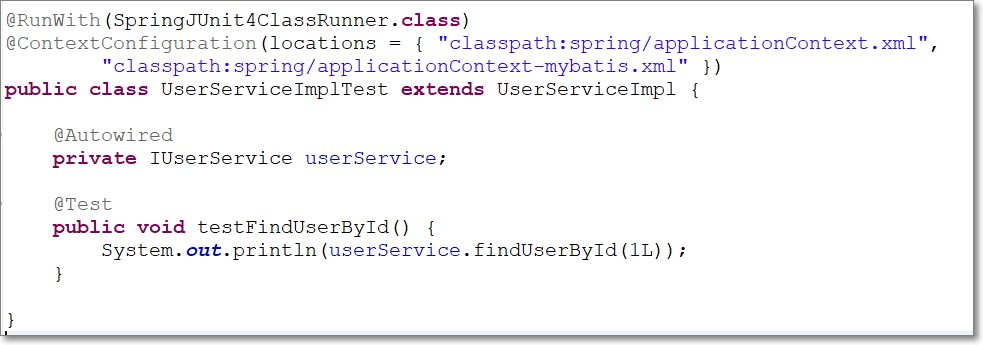 @RunWith(SpringJUnit4ClassRunner.class)
@ContextConfiguration(locations = { "classpath:spring/applicationContext.xml",
        "classpath:spring/applicationContext-mybatis.xml" })
public class UserServiceImplTest extends UserServiceImpl {
    @Autowired
    private IUserService userService;
    @Test
    public void testFindUserById() {
        System.out.println(userService.findUserById(1L));
    }
}